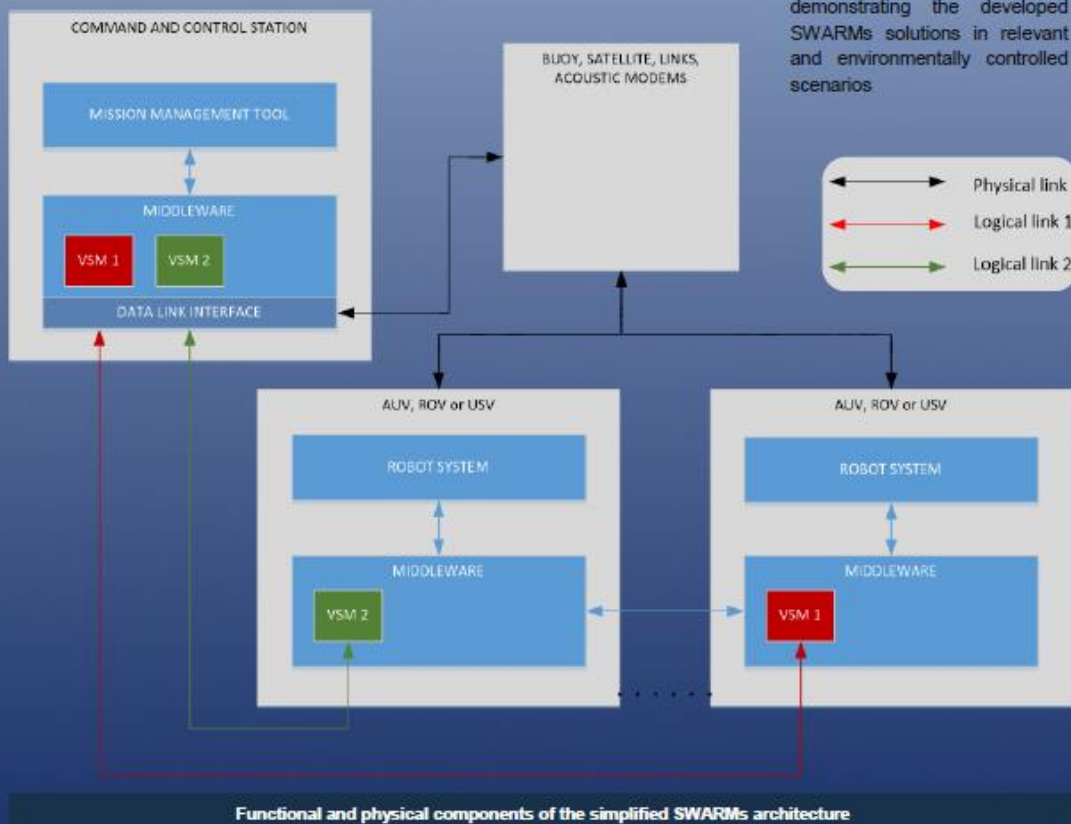 demonstrating the developed
SWARMs solutions in relevant
and environmentally controlled
scenarios
COMMAND AND CONTROL STATION
MISSION MANAGEMENT TOOL
MIDDLEWARE
VSM 1
VSM 2
DATA LINK INTERFACE
BUOY, SATELLITE, LINKS,
ACOUSTIC MODEMS
Physical link
Logical link 1
Logical link 2
AUV, ROV or USV
ROBOT SYSTEM
MIDDLEWARE
VSM 2
AUV, ROV or USV
ROBOT SYSTEM
MIDDLEWARE
VSM 1
Functional and physical components of the simplified SWARMs architecture